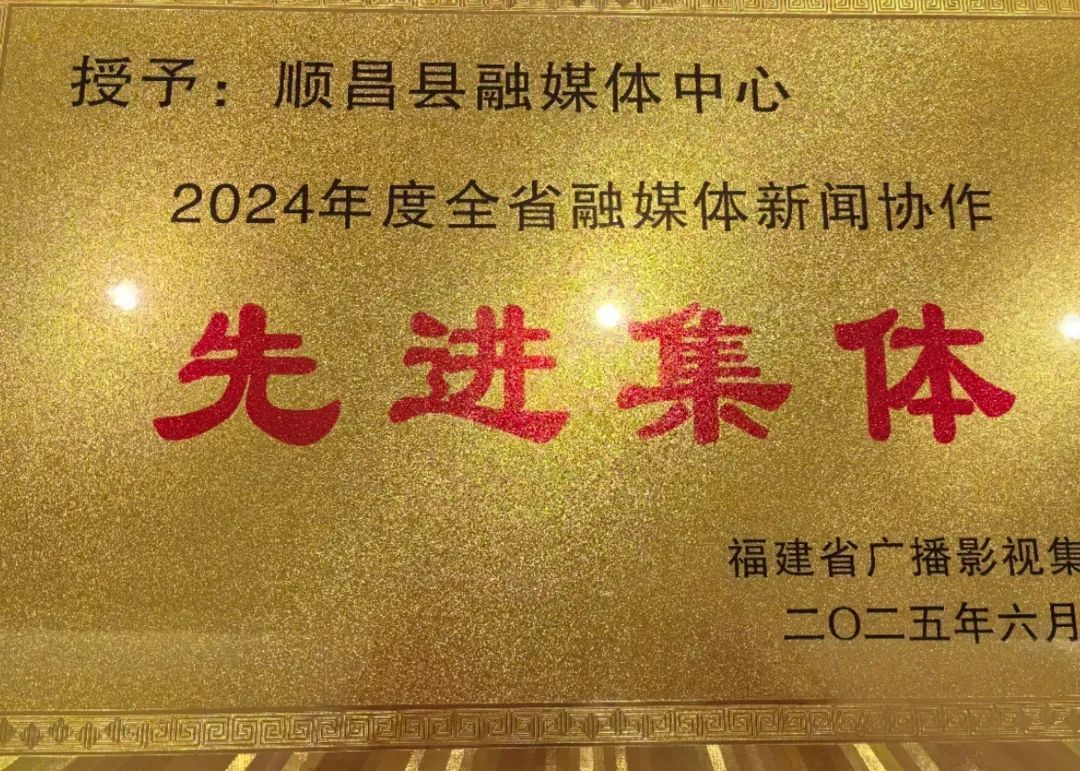 授予：顺昌县融媒体中心
2024年度全省融媒体新闻协作
先进集体
福建省广播影视集
二〇二五年六月